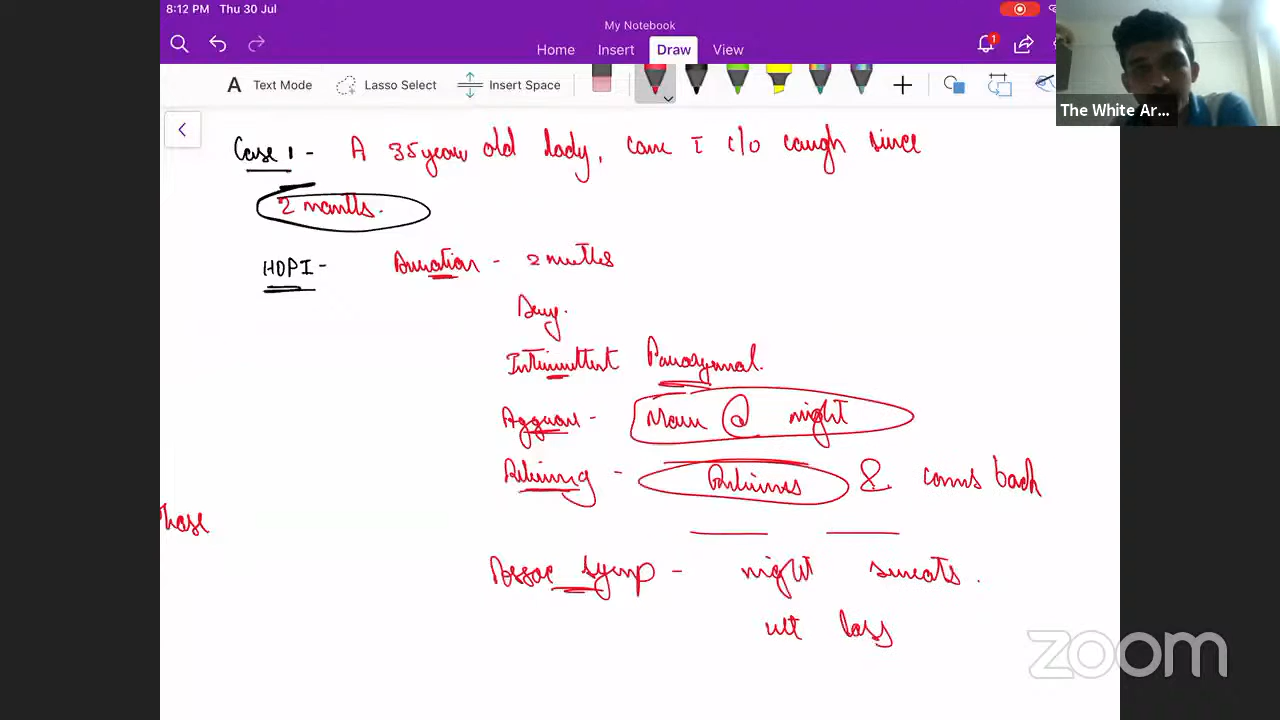 8:12 PM Thu 30 Jul
My Notebook
Home Insert Draw View
1
A Text Mode Lasso Select Insert Space
The White Ar...
Case 1 - A 35 year old lady, came c̄ c/o cough since
2 months.
HOPI - Duration - 2 months
Dry.
Intermittent Paroxysmal.
Aggrav - More @ night
Relieving - Relieves & comes back
Assoc symp - night sweats.
wt loss
zoom